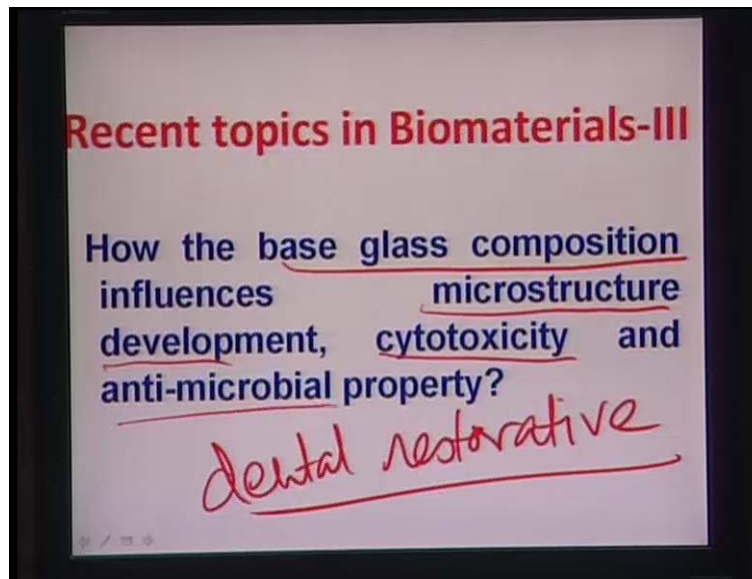 Recent topics in Biomaterials-III
How the base glass composition
influences microstructure
development, cytotoxicity and
anti-microbial property?
dental restorative